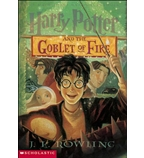 Harry Potter
AND THE
GOBLET OF FIRE
J. K. ROWLING
SCHOLASTIC